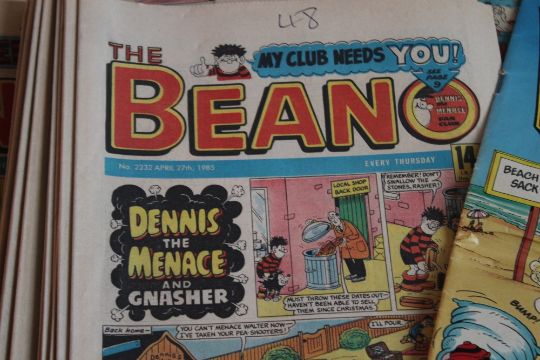 48
THE
BEANO
MY CLUB NEEDS YOU!
SEE
PAGE
9
DENNIS
MENACE
FAN
CLUB
No. 2232 APRIL 27th, 1985
EVERY THURSDAY
14
DENNIS
THE
MENACE
AND
GNASHER
LOCAL SHOP
BACK DOOR
MUST THROW THESE DATES OUT—
HAVEN'T BEEN ABLE TO SELL
THEM SINCE CHRISTMAS.
REMEMBER! DON'T
SWALLOW THE
STONES, RASHER!
Back home—
YOU CAN'T MENACE WALTER NOW
I'VE TAKEN YOUR PEA-SHOOTERS!
I'LL POUR
BEACH
SACK
BUMP!